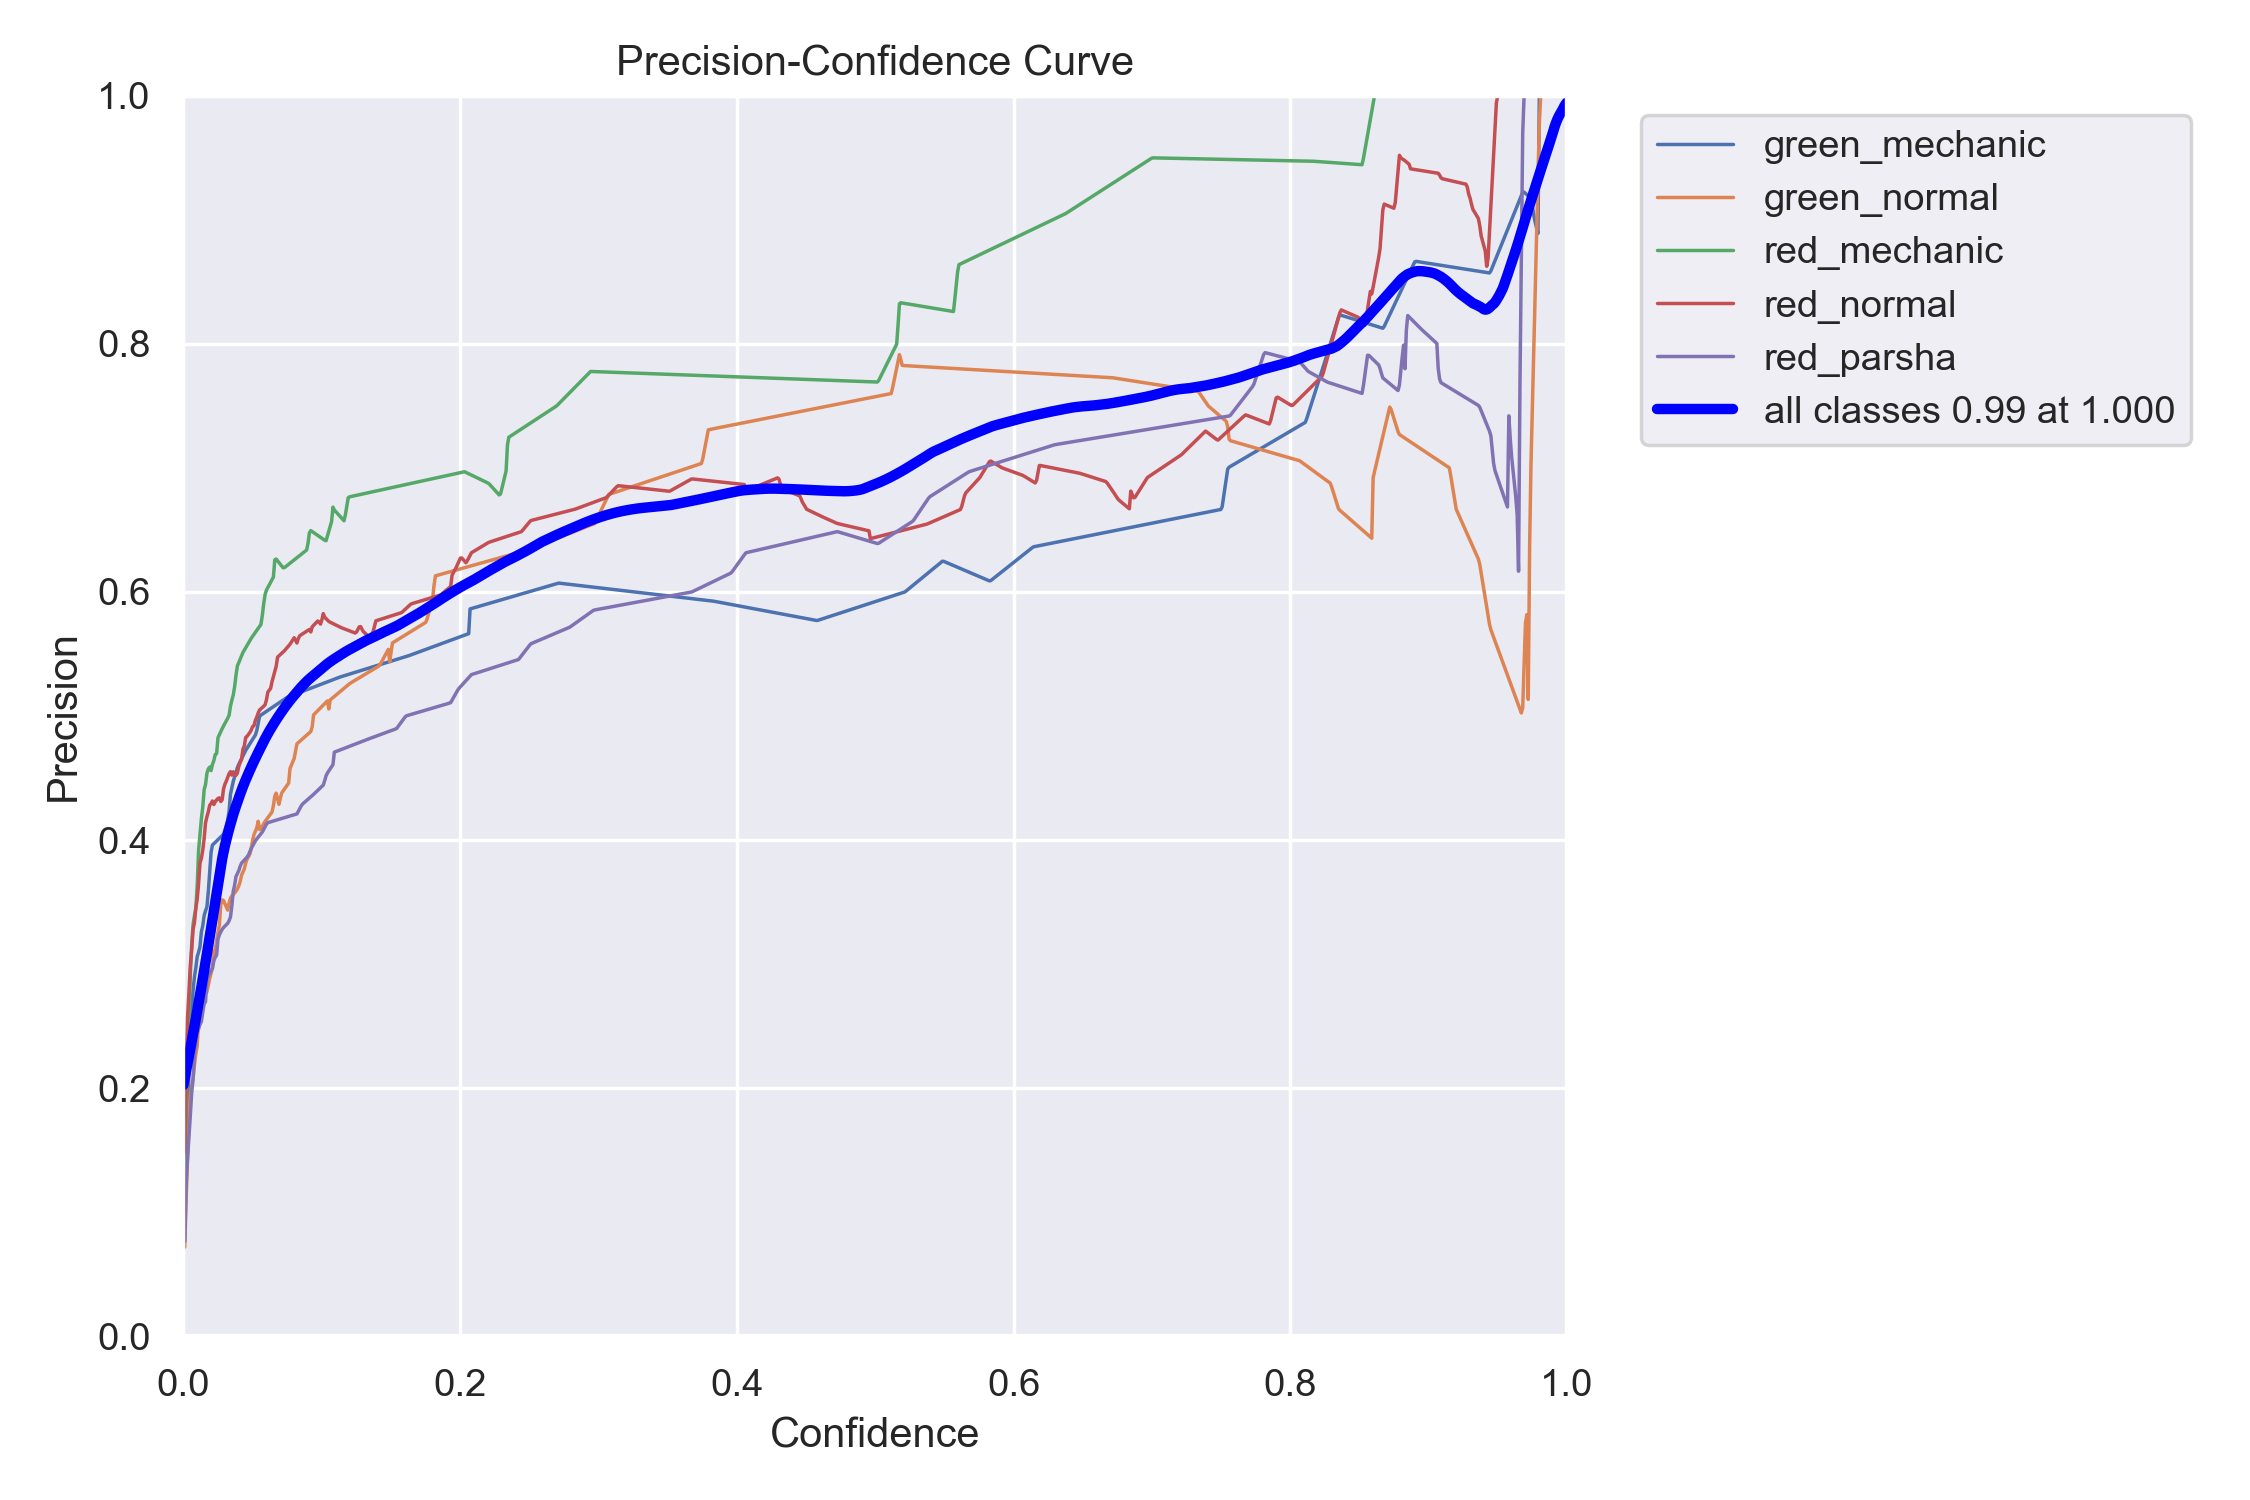 Precision-Confidence Curve
1.0
0.8
0.6
0.4
0.2
0.0
Precision
0.0 0.2 0.4 0.6 0.8 1.0
Confidence
green_mechanic
green_normal
red_mechanic
red_normal
red_parsha
all classes 0.99 at 1.000